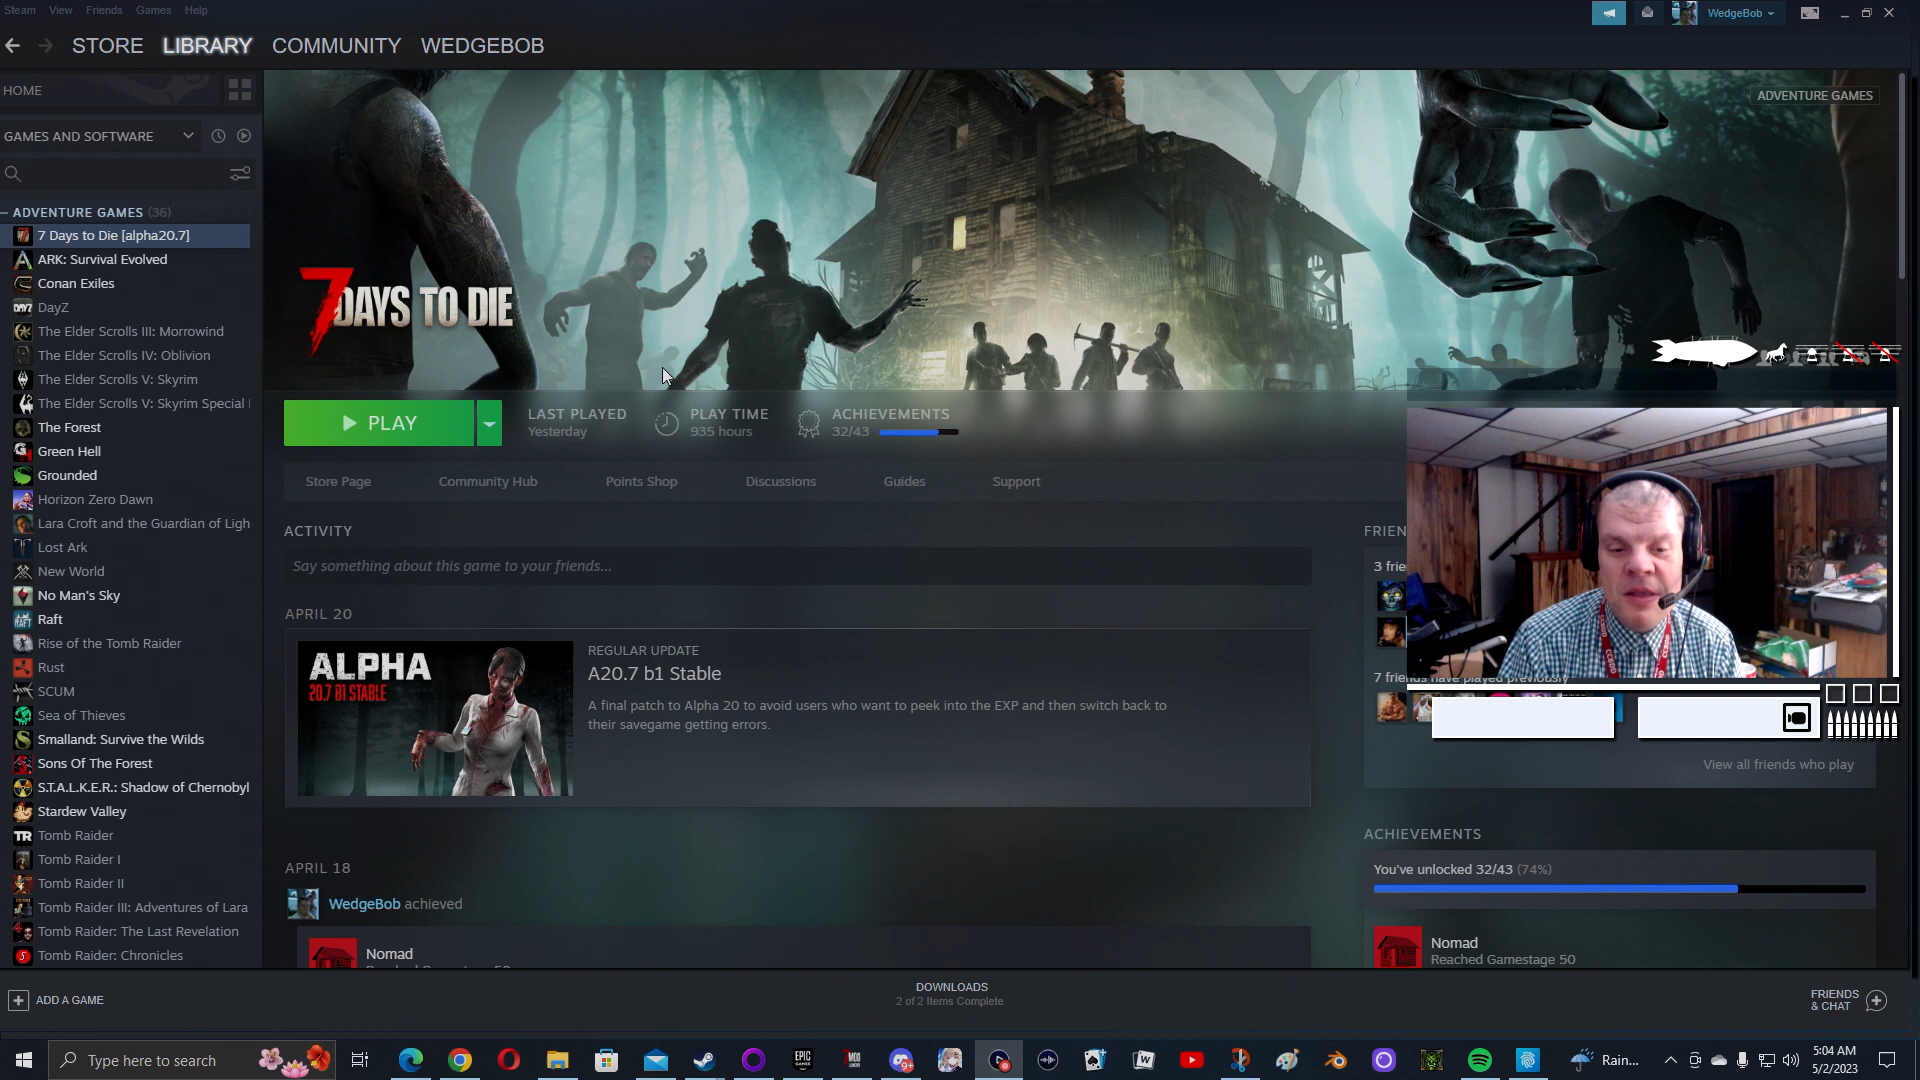 Steam View Friends Games Help
WedgeBob
STORE LIBRARY COMMUNITY WEDGEBOB
HOME
ADVENTURE GAMES
GAMES AND SOFTWARE
ADVENTURE GAMES (36)
7 Days to Die [alpha20.7]
ARK: Survival Evolved
Conan Exiles
DayZ
The Elder Scrolls III: Morrowind
The Elder Scrolls IV: Oblivion
The Elder Scrolls V: Skyrim
The Elder Scrolls V: Skyrim Special
The Forest
Green Hell
Grounded
Horizon Zero Dawn
Lara Croft and the Guardian of Ligh
Lost Ark
New World
No Man's Sky
Raft
Rise of the Tomb Raider
Rust
SCUM
Sea of Thieves
Smalland: Survive the Wilds
Sons Of The Forest
S.T.A.L.K.E.R.: Shadow of Chernobyl
Stardew Valley
Tomb Raider
Tomb Raider I
Tomb Raider II
Tomb Raider III: Adventures of Lara
Tomb Raider: The Last Revelation
Tomb Raider: Chronicles
7 DAYS TO DIE
PLAY
LAST PLAYED
Yesterday
PLAY TIME
935 hours
ACHIEVEMENTS
32/43
Store Page Community Hub Points Shop Discussions Guides Support
ACTIVITY
Say something about this game to your friends...
APRIL 20
ALPHA
20.7 B1 STABLE
REGULAR UPDATE
A20.7 b1 Stable
A final patch to Alpha 20 to avoid users who want to peek into the EXP and then switch back to
their savegame getting errors.
APRIL 18
WedgeBob achieved
Nomad
Reached Gamestage 50
FRIEN
3 frie
7 friends have played previously
View all friends who play
ACHIEVEMENTS
You've unlocked 32/43 (74%)
Nomad
Reached Gamestage 50
ADD A GAME
DOWNLOADS
2 of 2 Items Complete
FRIENDS
& CHAT
Type here to search
Rain...
5:04 AM
5/2/2023